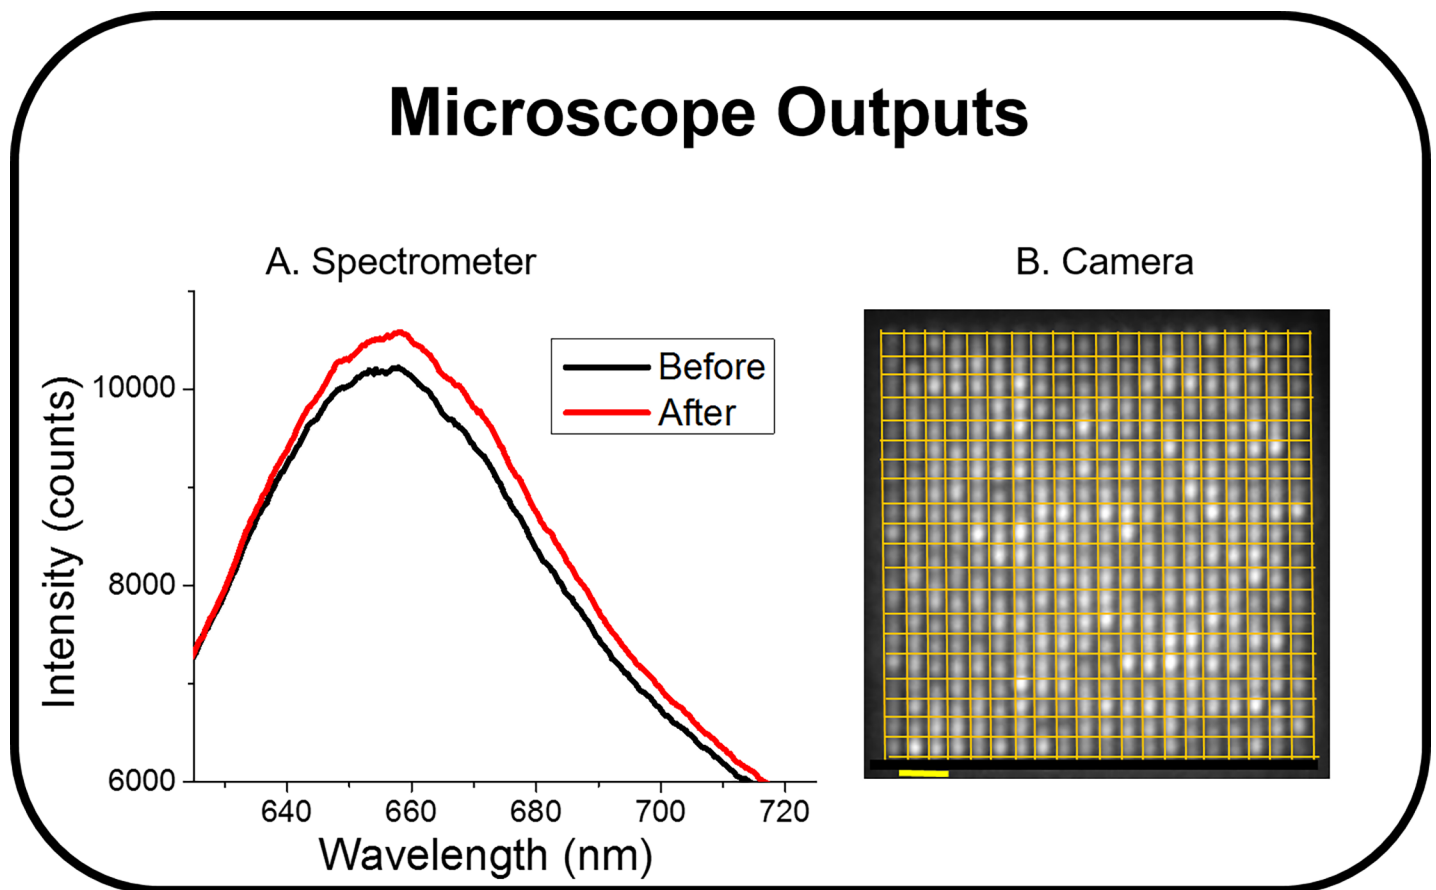 Microscope Outputs
A. Spectrometer
Intensity (counts)
10000
8000
6000
640 660 680 700 720
Wavelength (nm)
Before
After
B. Camera